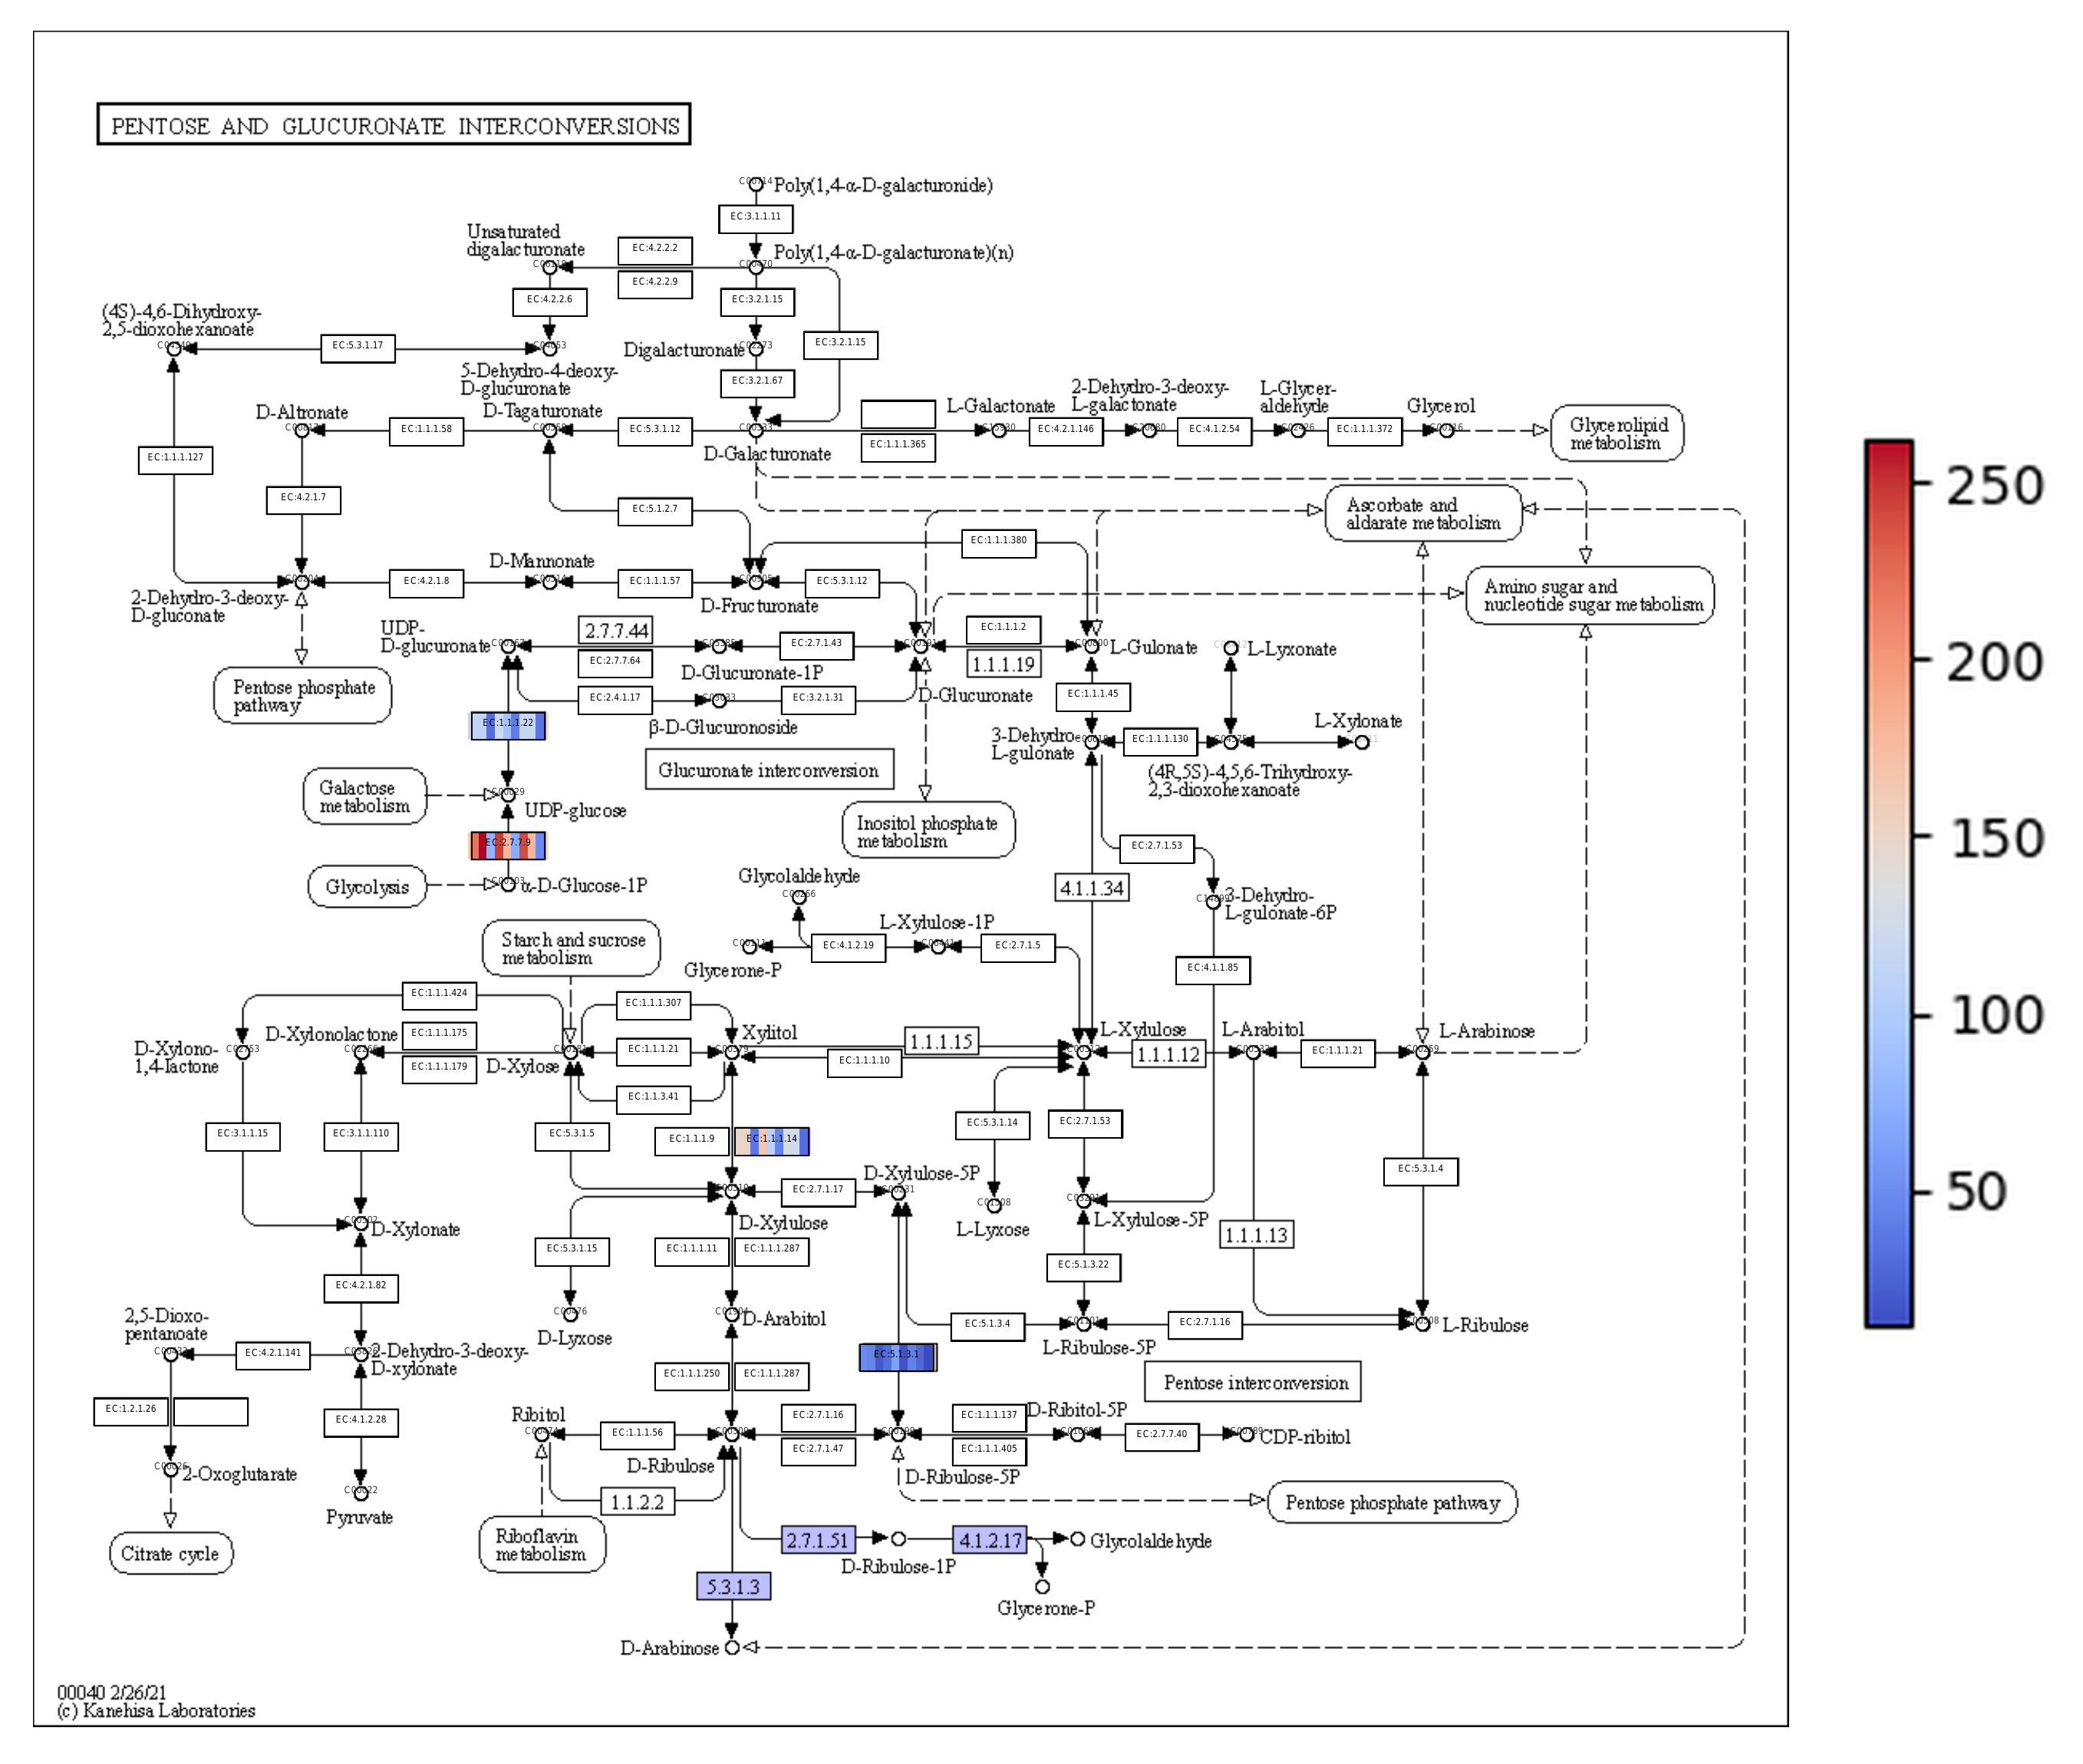 PENTOSE AND GLUCURONATE INTERCONVERSIONS
Poly(1,4-α-D-galacturonide)
EC:3.1.1.11
Unsaturated
digalacturonate
EC:4.2.2.2
Poly(1,4-α-D-galacturonate)(n)
EC:4.2.2.9
EC:4.2.2.6
EC:3.2.1.15
(4S)-4,6-Dihydroxy-
2,5-dioxohexanoate
EC:5.3.1.17
Digalacturonate
EC:3.2.1.15
5-Dehydro-4-deoxy-
D-glucuronate
EC:3.2.1.67
D-Altronate
D-Tagaturonate
L-Galactonate
2-Dehydro-3-deoxy-
L-galactonate
L-Glycer-
aldehyde
Glycerol
EC:1.1.1.58
EC:5.3.1.12
EC:1.1.1.365
EC:4.2.1.146
EC:4.1.2.54
EC:1.1.1.372
Glycerolipid
metabolism
D-Galacturonate
EC:1.1.1.127
EC:4.2.1.7
EC:5.1.2.7
Ascorbate and
aldarate metabolism
EC:1.1.1.380
D-Mannonate
EC:4.2.1.8
EC:1.1.1.57
EC:5.3.1.12
D-Fructuronate
2-Dehydro-3-deoxy-
D-gluconate
Amino sugar and
nucleotide sugar metabolism
UDP-
D-glucuronate
2.7.7.44
EC:2.7.7.64
EC:2.7.1.43
EC:1.1.1.2
1.1.1.19
L-Gulonate
L-Lyxonate
D-Glucuronate-1P
D-Glucuronate
Pentose phosphate
pathway
EC:2.4.1.17
EC:3.2.1.31
EC:1.1.1.45
β-D-Glucuronoside
EC:1.1.1.22
L-Xylonate
3-Dehydro
L-gulonate
EC:1.1.1.130
Glucuronate interconversion
(4R,5S)-4,5,6-Trihydroxy-
2,3-dioxohexanoate
Galactose
metabolism
UDP-glucose
Inositol phosphate
metabolism
EC:2.7.7.9
EC:2.7.1.53
Glycolysis
α-D-Glucose-1P
Glycolaldehyde
C00266
4.1.1.34
3-Dehydro-
L-gulonate-6P
Starch and sucrose
metabolism
L-Xylulose-1P
EC:4.1.2.19
EC:2.7.1.5
Glycerone-P
EC:4.1.1.85
EC:1.1.1.424
EC:1.1.1.307
D-Xylono-
1,4-lactone
D-Xylonolactone
EC:1.1.1.175
EC:1.1.1.179
D-Xylose
EC:1.1.1.21
Xylitol
1.1.1.15
EC:1.1.1.10
L-Xylulose
1.1.1.12
L-Arabitol
EC:1.1.1.21
L-Arabinose
EC:1.1.3.41
EC:3.1.1.15
EC:3.1.1.110
EC:5.3.1.5
EC:1.1.1.9
EC:1.1.1.14
EC:5.3.1.14
EC:2.7.1.53
EC:5.3.1.4
D-Xylulose-5P
EC:2.7.1.17
D-Xylonate
D-Xylulose
L-Lyxose
L-Xylulose-5P
EC:5.3.1.15
EC:1.1.1.11
EC:1.1.1.287
1.1.1.13
EC:4.2.1.82
EC:5.1.3.22
C00476
D-Lyxose
D-Arabitol
EC:5.1.3.4
EC:2.7.1.16
L-Ribulose
L-Ribulose-5P
2,5-Dioxo-
pentanoate
EC:4.2.1.141
2-Dehydro-3-deoxy-
D-xylonate
EC:5.1.3.1
EC:1.1.1.250
EC:1.1.1.287
Pentose interconversion
EC:1.2.1.26
EC:4.1.2.28
Ribitol
EC:1.1.1.56
EC:2.7.1.16
EC:2.7.1.47
EC:1.1.1.137
EC:1.1.1.405
D-Ribitol-5P
EC:2.7.7.40
CDP-ribitol
D-Ribulose
D-Ribulose-5P
2-Oxoglutarate
C00022
Pyruvate
1.1.2.2
Pentose phosphate pathway
Citrate cycle
Riboflavin
metabolism
2.7.1.51
4.1.2.17
Glycolaldehyde
D-Ribulose-1P
5.3.1.3
Glycerone-P
D-Arabinose
00040 2/26/21
(c) Kanehisa Laboratories
250
200
150
100
50